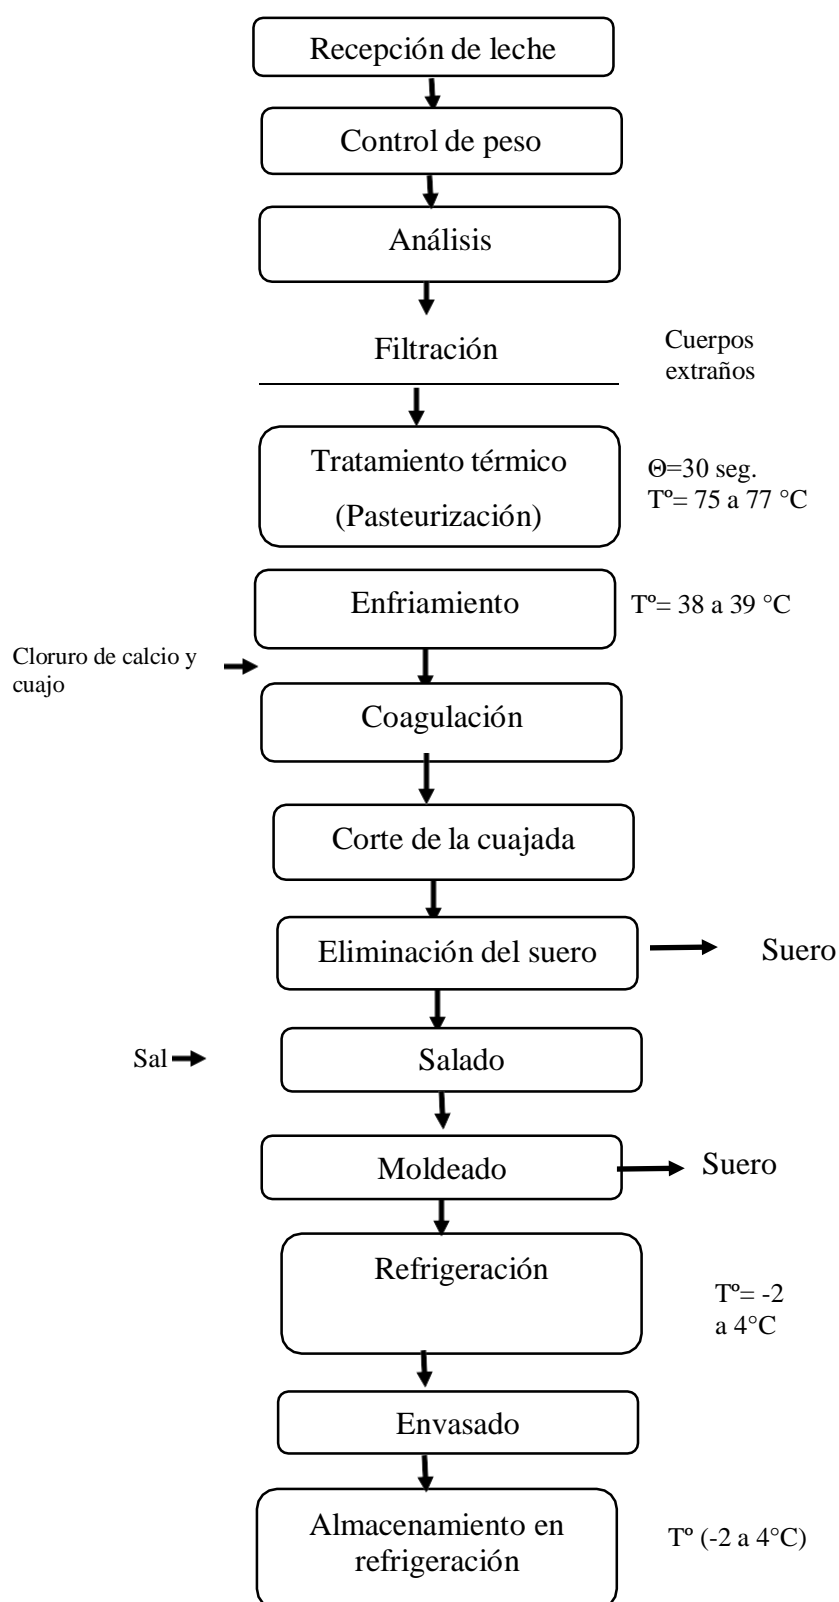 Recepción de leche
Control de peso
Análisis
Filtración
Cuerpos
extraños
Tratamiento térmico
(Pasteurización)
Θ=30 seg.
Tº= 75 a 77 °C
Enfriamiento
Tº= 38 a 39 °C
Cloruro de calcio y
cuajo
Coagulación
Corte de la cuajada
Eliminación del suero
Suero
Sal
Salado
Moldeado
Suero
Refrigeración
Tº= -2
a 4°C
Envasado
Almacenamiento en
refrigeración
Tº (-2 a 4°C)